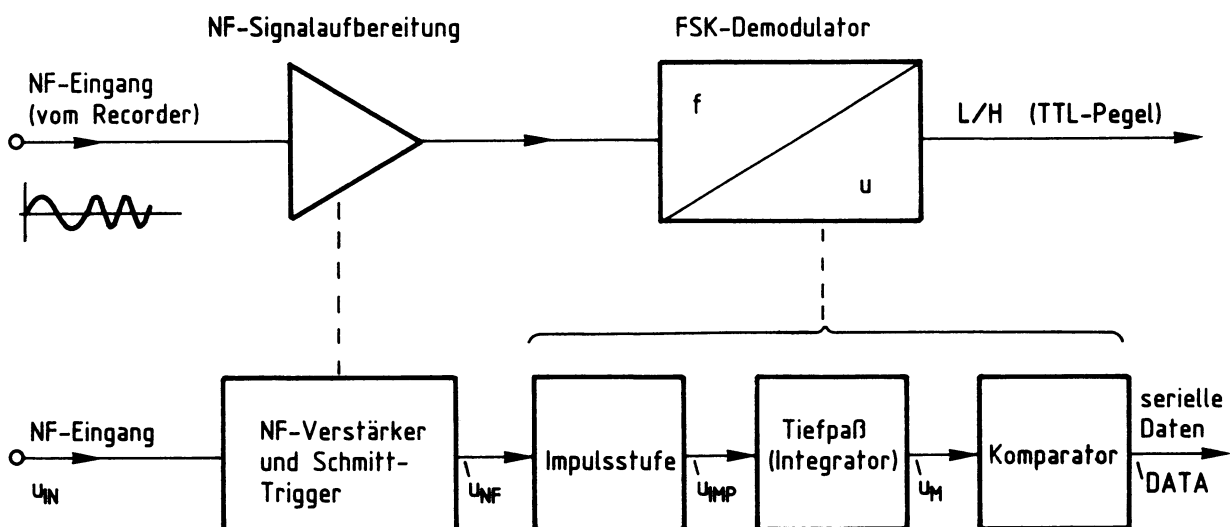 NF-Signalaufbereitung
FSK-Demodulator
NF-Eingang
(vom Recorder)
f
u
L/H (TTL-Pegel)
NF-Eingang
uIN
NF-Verstärker
und Schmitt-
Trigger
uNF
Impulsstufe
uIMP
Tiefpaß
(Integrator)
uM
Komparator
serielle
Daten
DATA